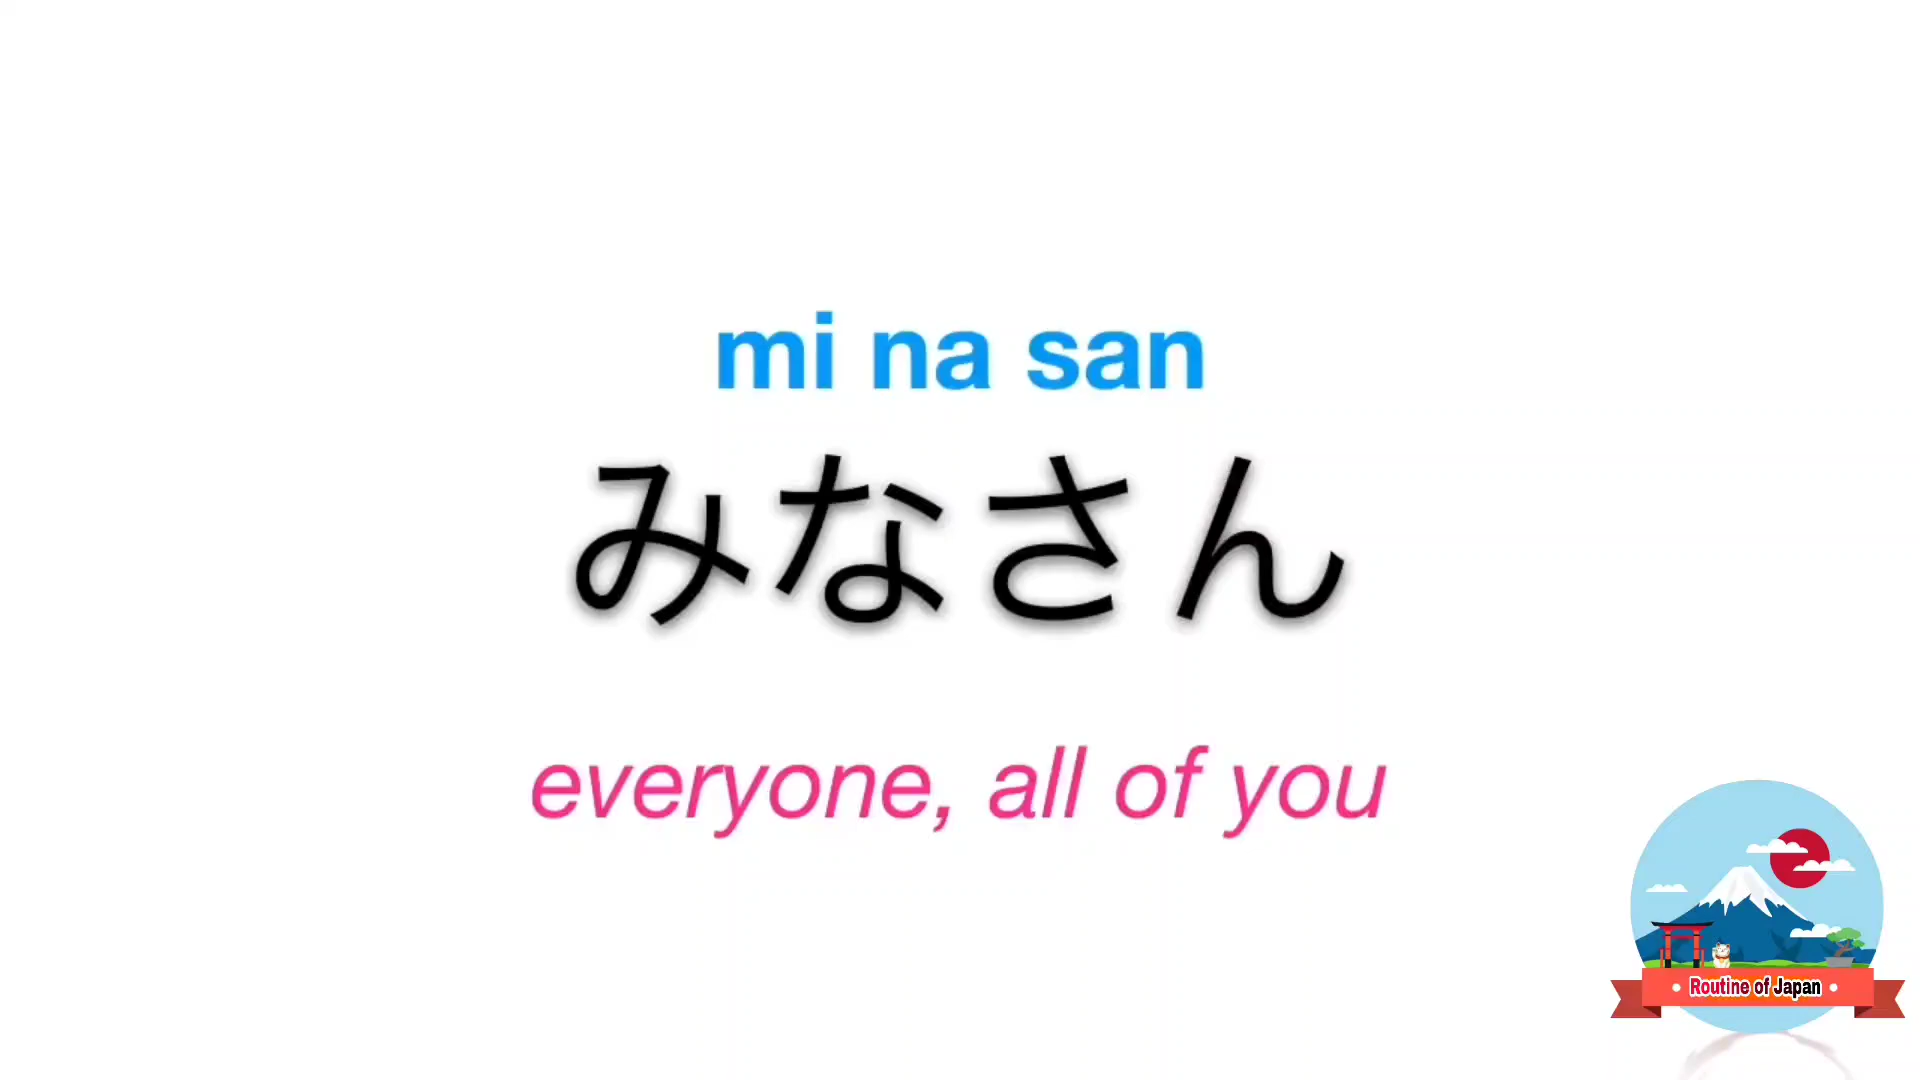 mi na san
みなさん
everyone, all of you
• Routine of Japan •